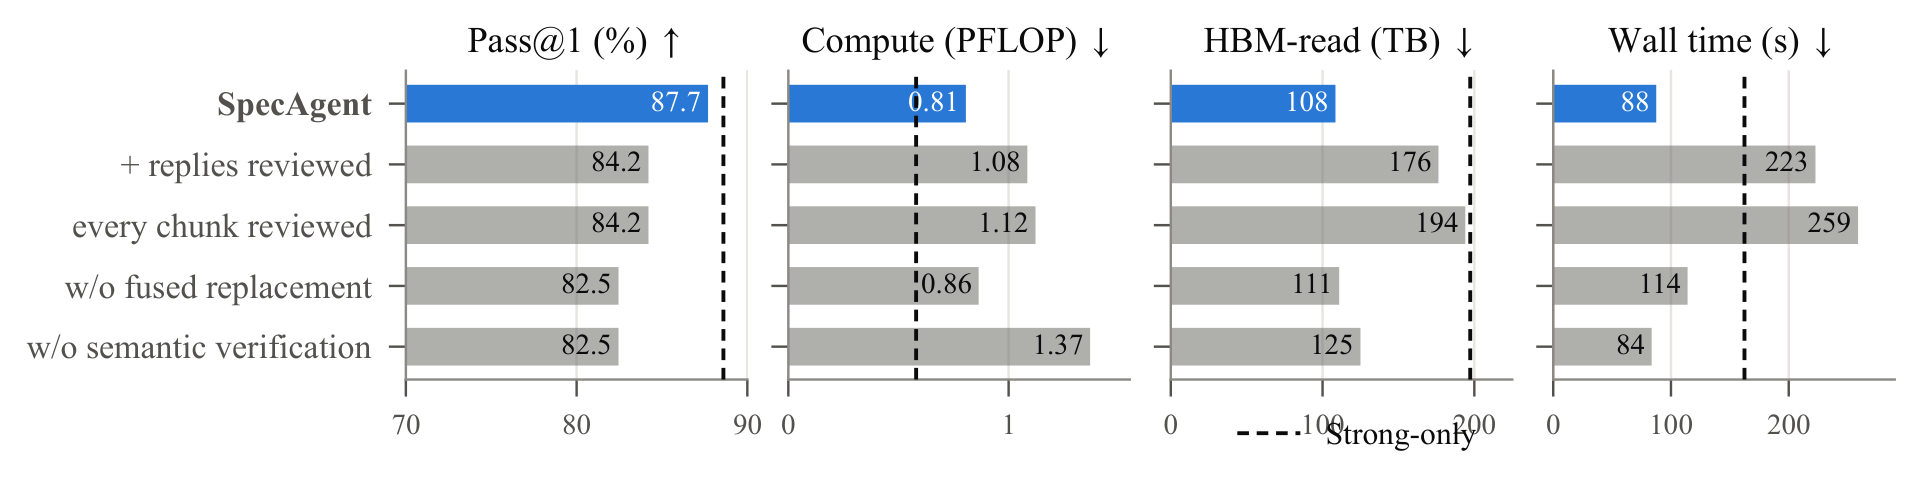 Pass@1 (%) ↑
Compute (PFLOP) ↓
HBM-read (TB) ↓
Wall time (s) ↓
SpecAgent 87.7 0.81 108 88
+ replies reviewed 84.2 1.08 176 223
every chunk reviewed 84.2 1.12 194 259
w/o fused replacement 82.5 0.86 111 114
w/o semantic verification 82.5 1.37 125 84
70 80 90 0 1 0 100 200 0 100 200
Strong-only